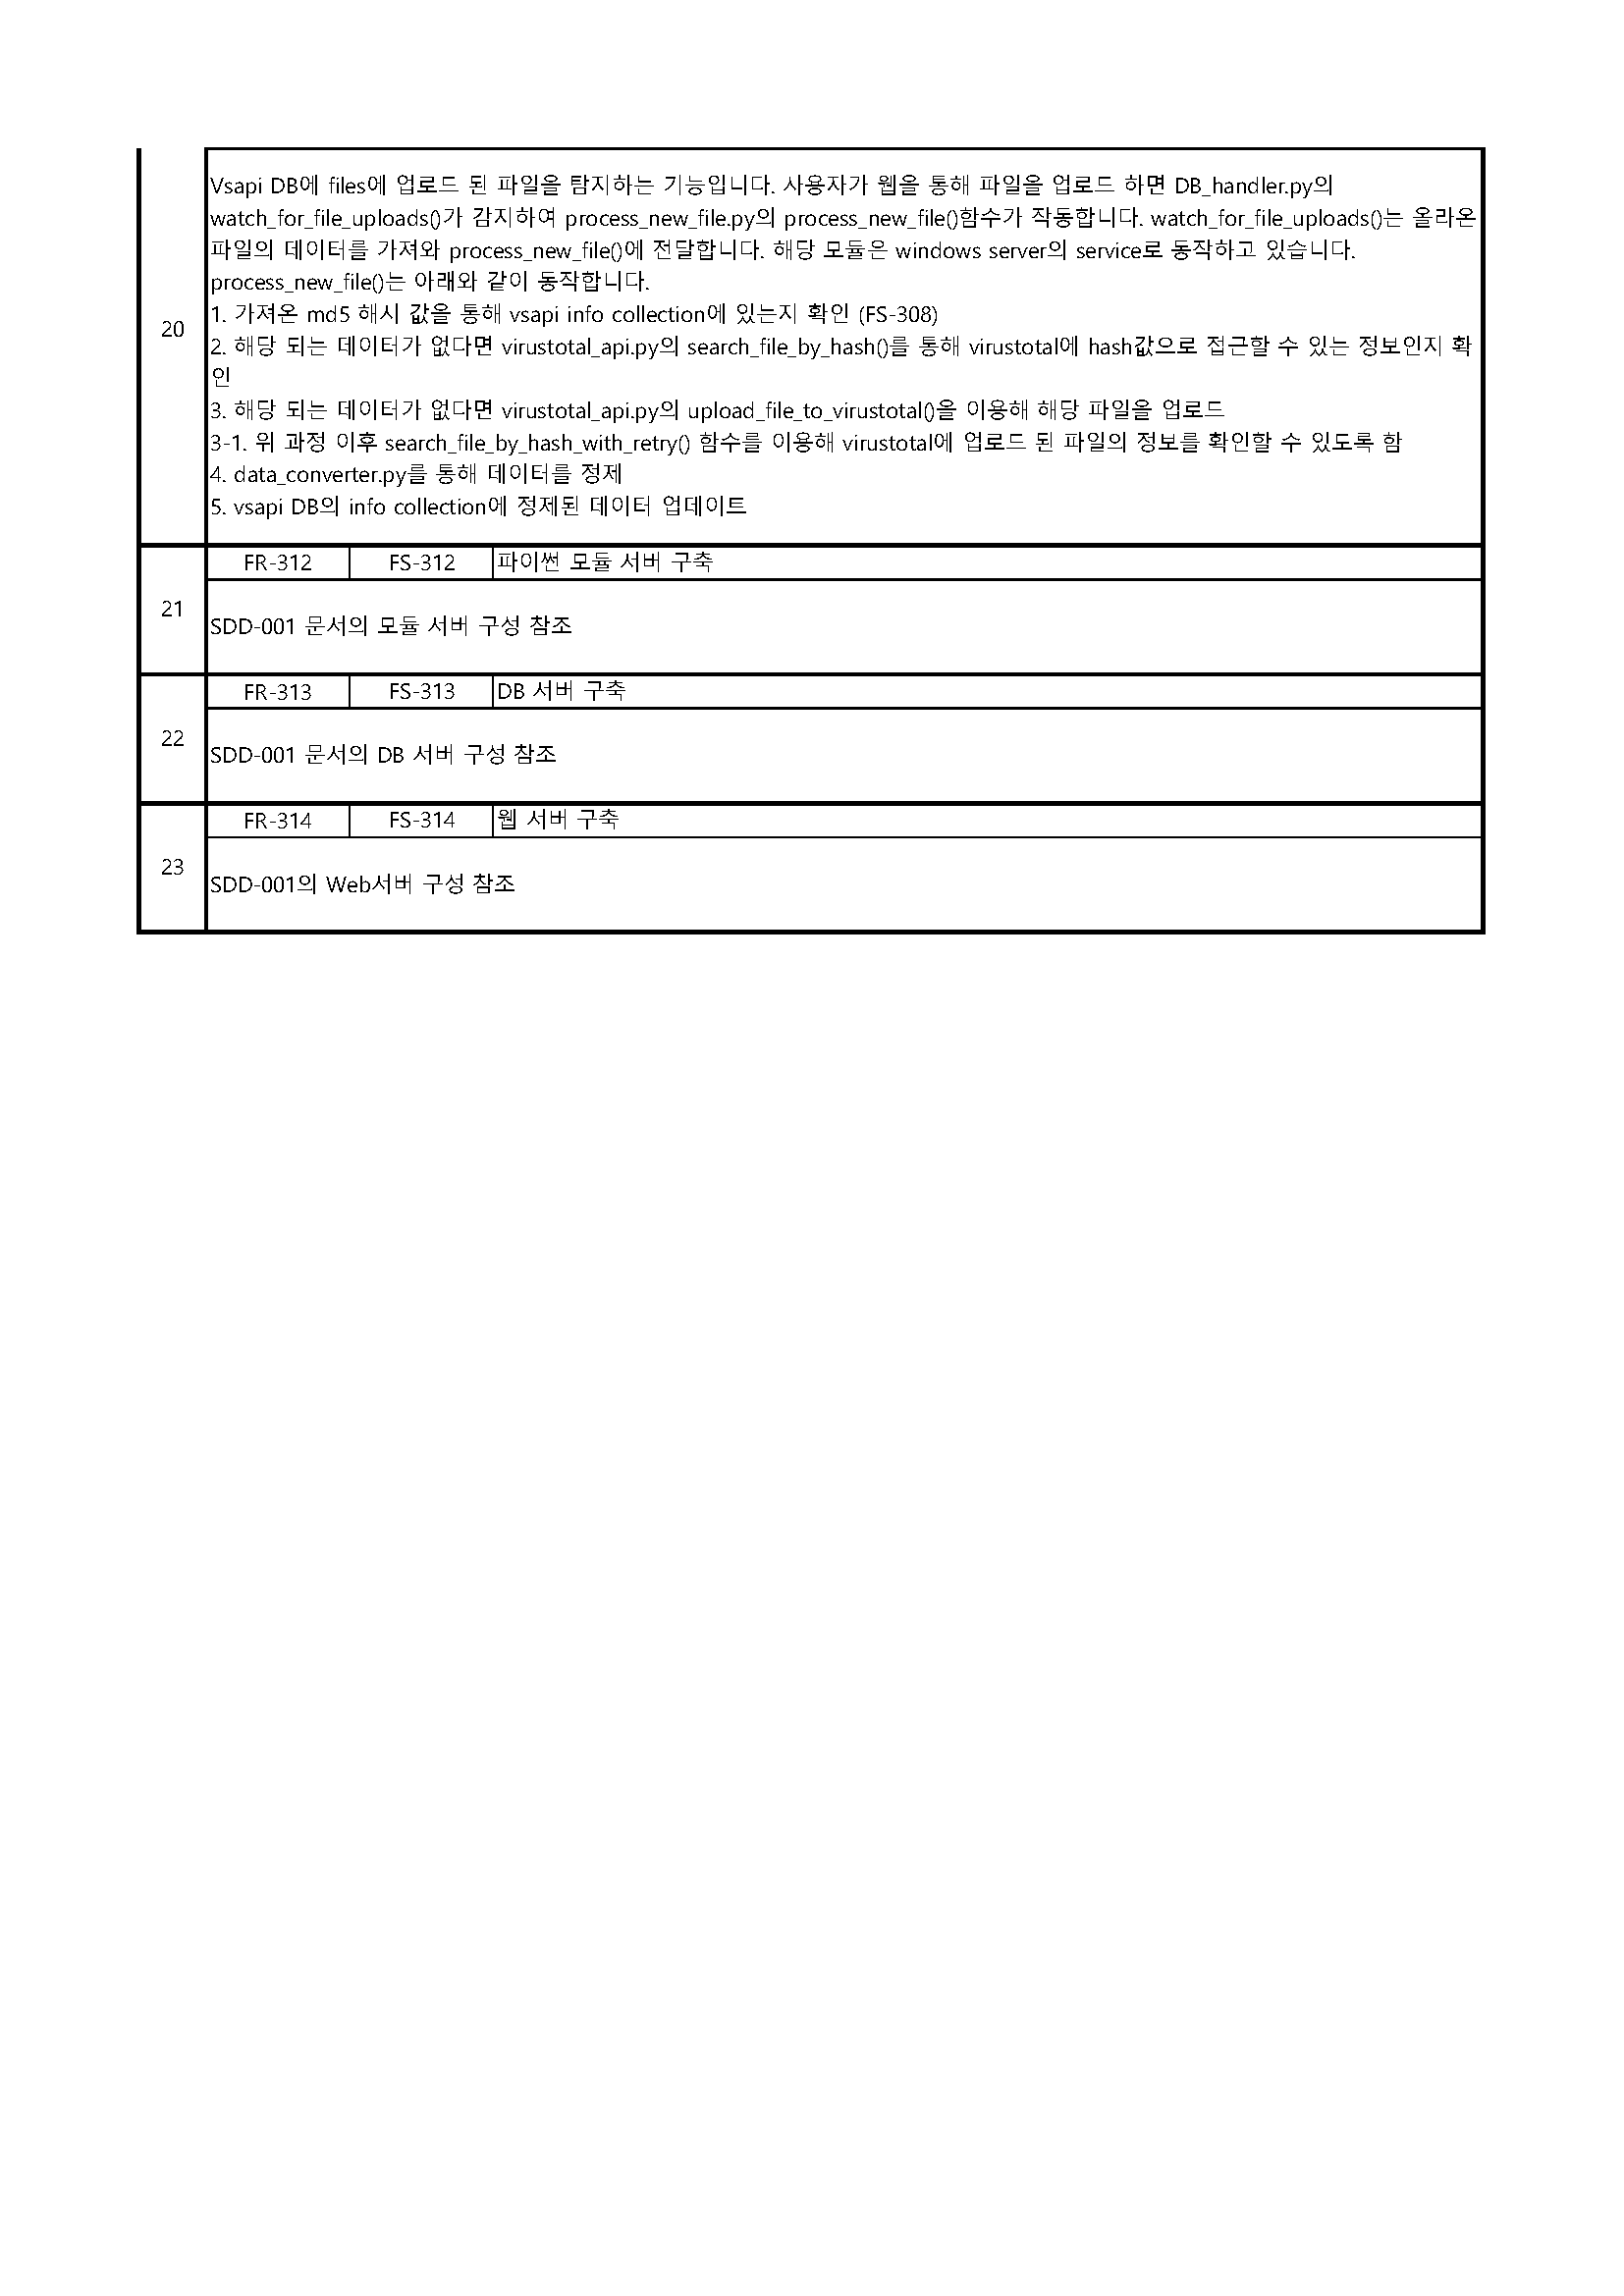 20
Vsapi DB에 files에 업로드 된 파일을 탐지하는 기능입니다. 사용자가 웹을 통해 파일을 업로드 하면 DB_handler.py의
watch_for_file_uploads()가 감지하여 process_new_file.py의 process_new_file()함수가 작동합니다. watch_for_file_uploads()는 올라온
파일의 데이터를 가져와 process_new_file()에 전달합니다. 해당 모듈은 windows server의 service로 동작하고 있습니다.
process_new_file()는 아래와 같이 동작합니다.
1. 가져온 md5 해시 값을 통해 vsapi info collection에 있는지 확인 (FS-308)
2. 해당 되는 데이터가 없다면 virustotal_api.py의 search_file_by_hash()를 통해 virustotal에 hash값으로 접근할 수 있는 정보인지 확
인
3. 해당 되는 데이터가 없다면 virustotal_api.py의 upload_file_to_virustotal()을 이용해 해당 파일을 업로드
3-1. 위 과정 이후 search_file_by_hash_with_retry() 함수를 이용해 virustotal에 업로드 된 파일의 정보를 확인할 수 있도록 함
4. data_converter.py를 통해 데이터를 정제
5. vsapi DB의 info collection에 정제된 데이터 업데이트
21
FR-312 FS-312 파이썬 모듈 서버 구축
SDD-001 문서의 모듈 서버 구성 참조
22
FR-313 FS-313 DB 서버 구축
SDD-001 문서의 DB 서버 구성 참조
23
FR-314 FS-314 웹 서버 구축
SDD-001의 Web서버 구성 참조